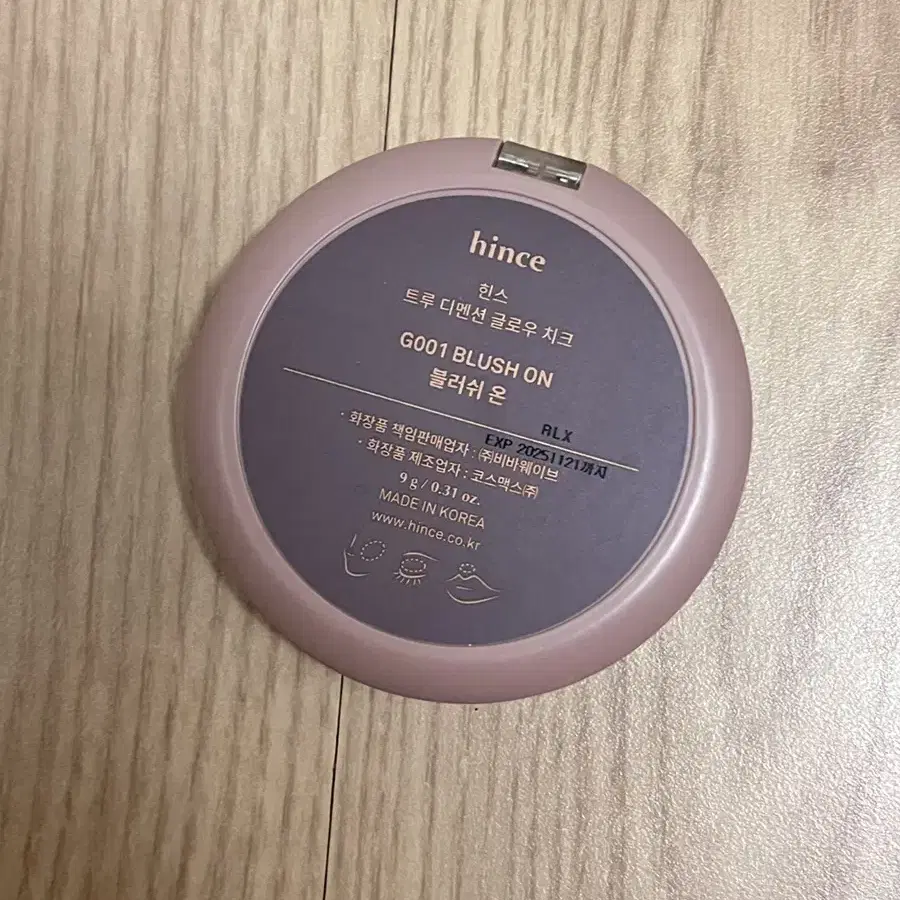 hince
힌스
트루 디멘션 글로우 치크
G001 BLUSH ON
블러쉬 온
RLX
EXP 20251121까지
· 화장품 책임판매업자 : ㈜비바웨이브
· 화장품 제조업자 : 코스맥스㈜
9 g / 0.31 oz.
MADE IN KOREA
www.hince.co.kr